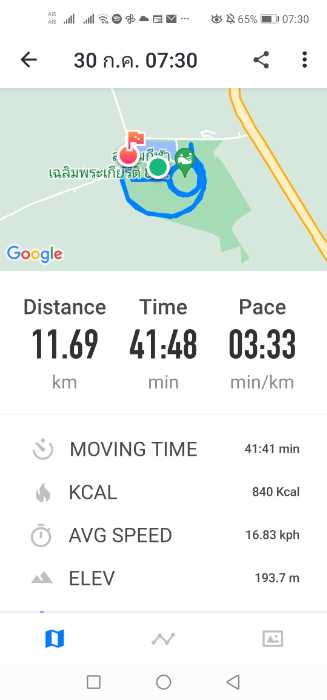 65% 07:30
30 ก.ค. 07:30
เฉลิมพระเกียรติ
Google
Distance Time Pace
11.69 41:48 03:33
km min min/km
MOVING TIME 41:41 min
KCAL 840 Kcal
AVG SPEED 16.83 kph
ELEV 193.7 m